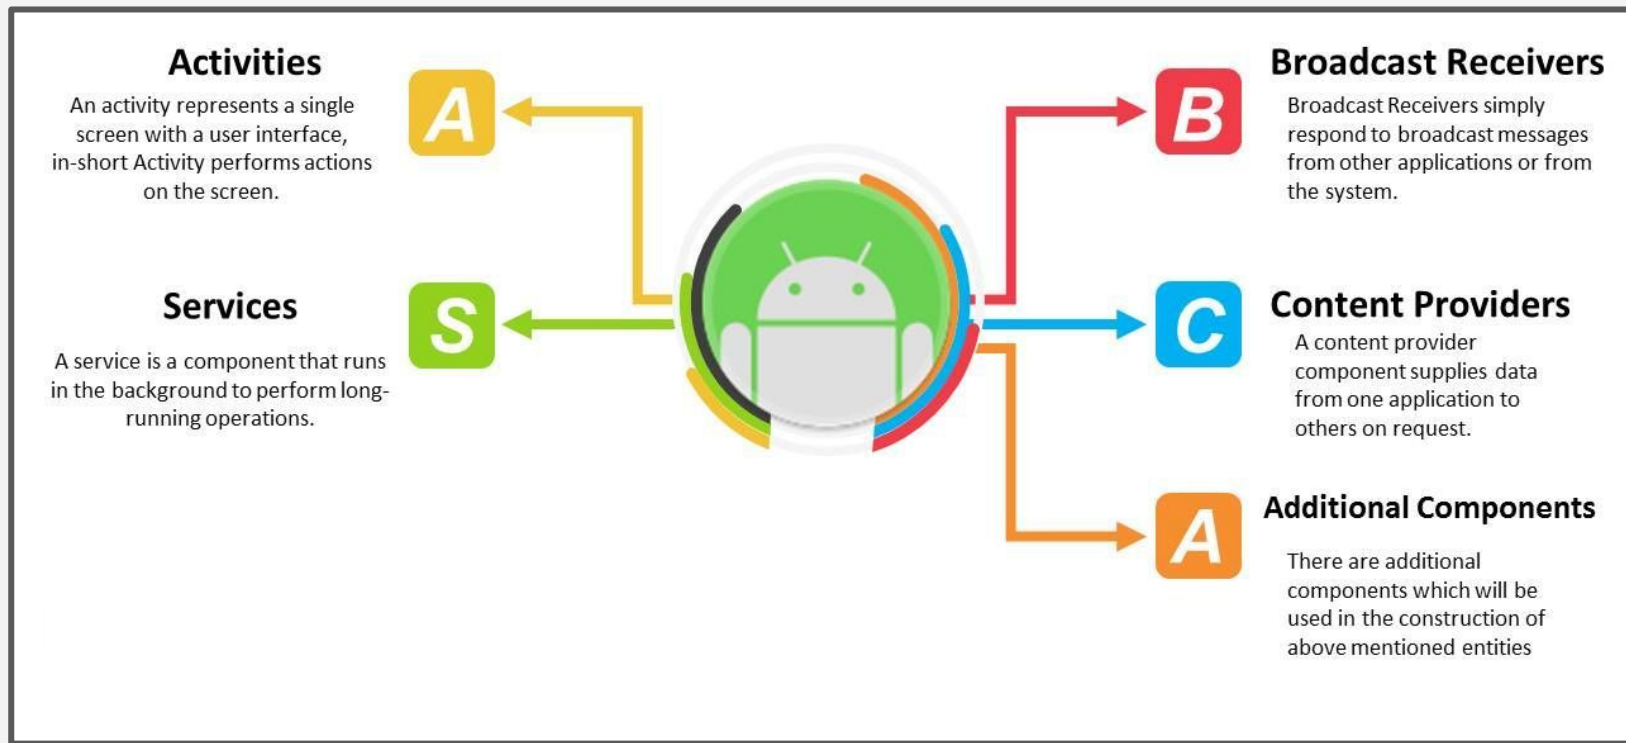 Activities
An activity represents a single
screen with a user interface,
in-short Activity performs actions
on the screen.
A
Services
A service is a component that runs
in the background to perform long-
running operations.
S
B
Broadcast Receivers
Broadcast Receivers simply
respond to broadcast messages
from other applications or from
the system.
C
Content Providers
A content provider
component supplies data
from one application to
others on request.
A
Additional Components
There are additional
components which will be
used in the construction of
above mentioned entities